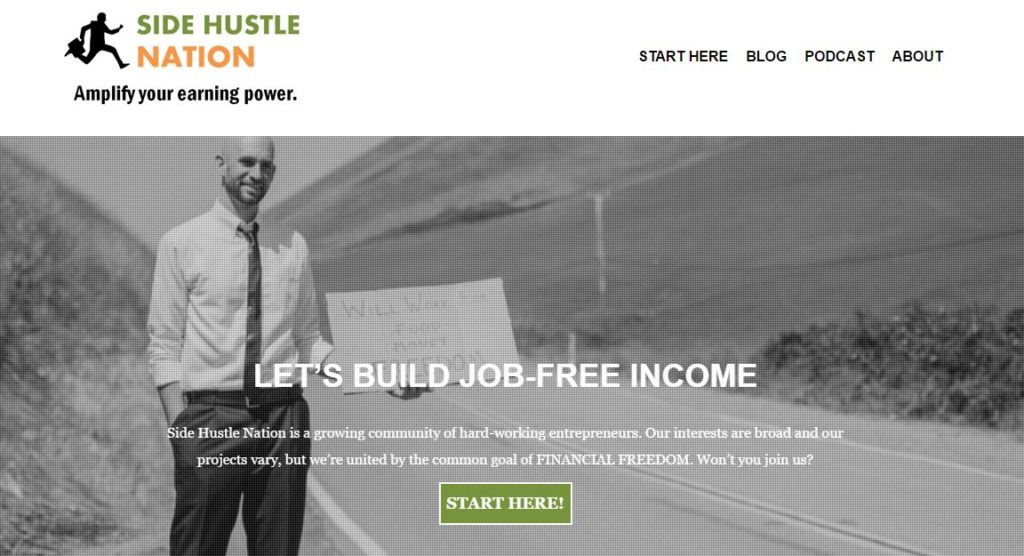 SIDE HUSTLE
NATION
Amplify your earning power.
START HERE BLOG PODCAST ABOUT
WILL WORK FOR
FOOD
MONEY
FREEDOM
LET’S BUILD JOB-FREE INCOME
Side Hustle Nation is a growing community of hard-working entrepreneurs. Our interests are broad and our
projects vary, but we’re united by the common goal of FINANCIAL FREEDOM. Won’t you join us?
START HERE!